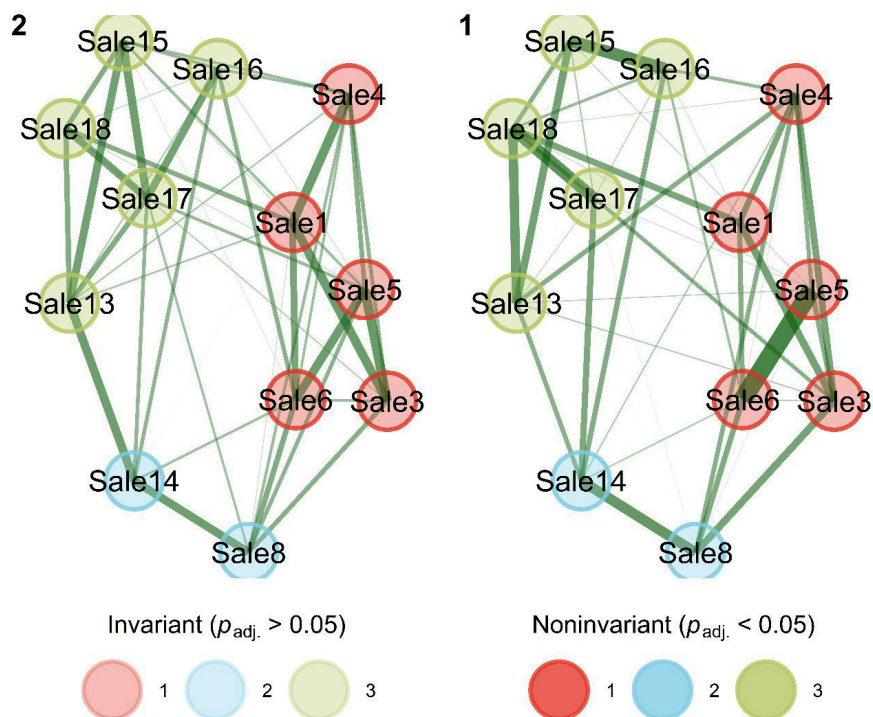 2
Sale15
Sale16
Sale4
Sale18
Sale17
Sale1
Sale5
Sale13
Sale6
Sale3
Sale14
Sale8
Invariant (p adj. > 0.05)
1 2 3
1
Sale15
Sale16
Sale4
Sale18
Sale17
Sale1
Sale5
Sale13
Sale6
Sale3
Sale14
Sale8
Noninvariant (p adj. < 0.05)
1 2 3